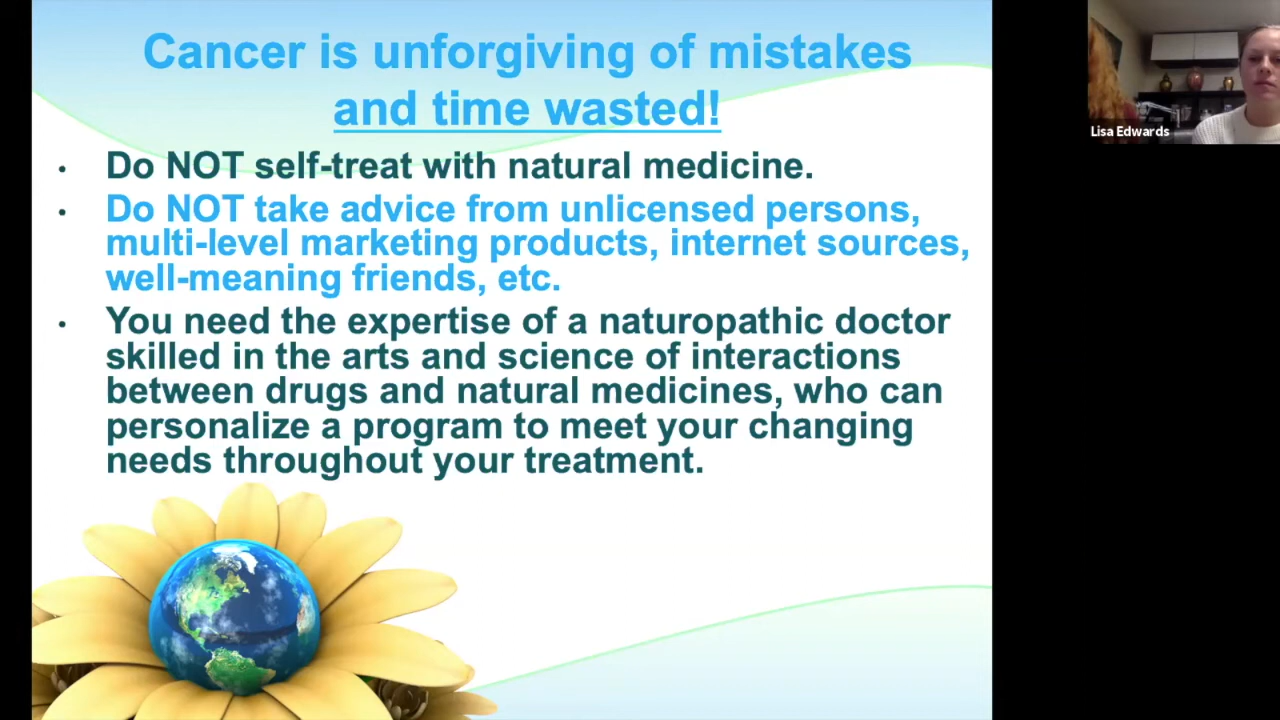 Cancer is unforgiving of mistakes
and time wasted!
• Do NOT self-treat with natural medicine.
• Do NOT take advice from unlicensed persons,
multi-level marketing products, internet sources,
well-meaning friends, etc.
• You need the expertise of a naturopathic doctor
skilled in the arts and science of interactions
between drugs and natural medicines, who can
personalize a program to meet your changing
needs throughout your treatment.
Lisa Edwards